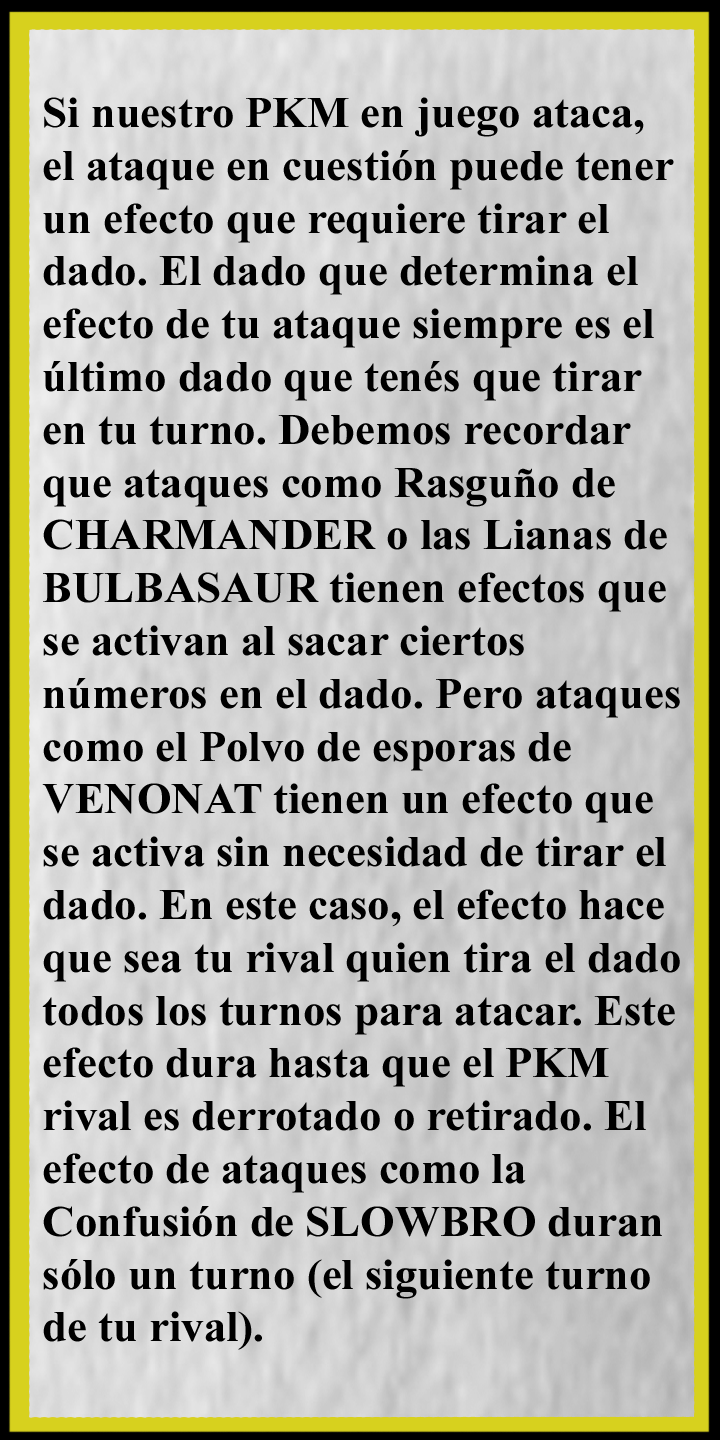 Si nuestro PKM en juego ataca,
el ataque en cuestión puede tener
un efecto que requiere tirar el
dado. El dado que determina el
efecto de tu ataque siempre es el
último dado que tenés que tirar
en tu turno. Debemos recordar
que ataques como Rasguño de
CHARMANDER o las Lianas de
BULBASAUR tienen efectos que
se activan al sacar ciertos
números en el dado. Pero ataques
como el Polvo de esporas de
VENONAT tienen un efecto que
se activa sin necesidad de tirar el
dado. En este caso, el efecto hace
que sea tu rival quien tira el dado
todos los turnos para atacar. Este
efecto dura hasta que el PKM
rival es derrotado o retirado. El
efecto de ataques como la
Confusión de SLOWBRO duran
sólo un turno (el siguiente turno
de tu rival).